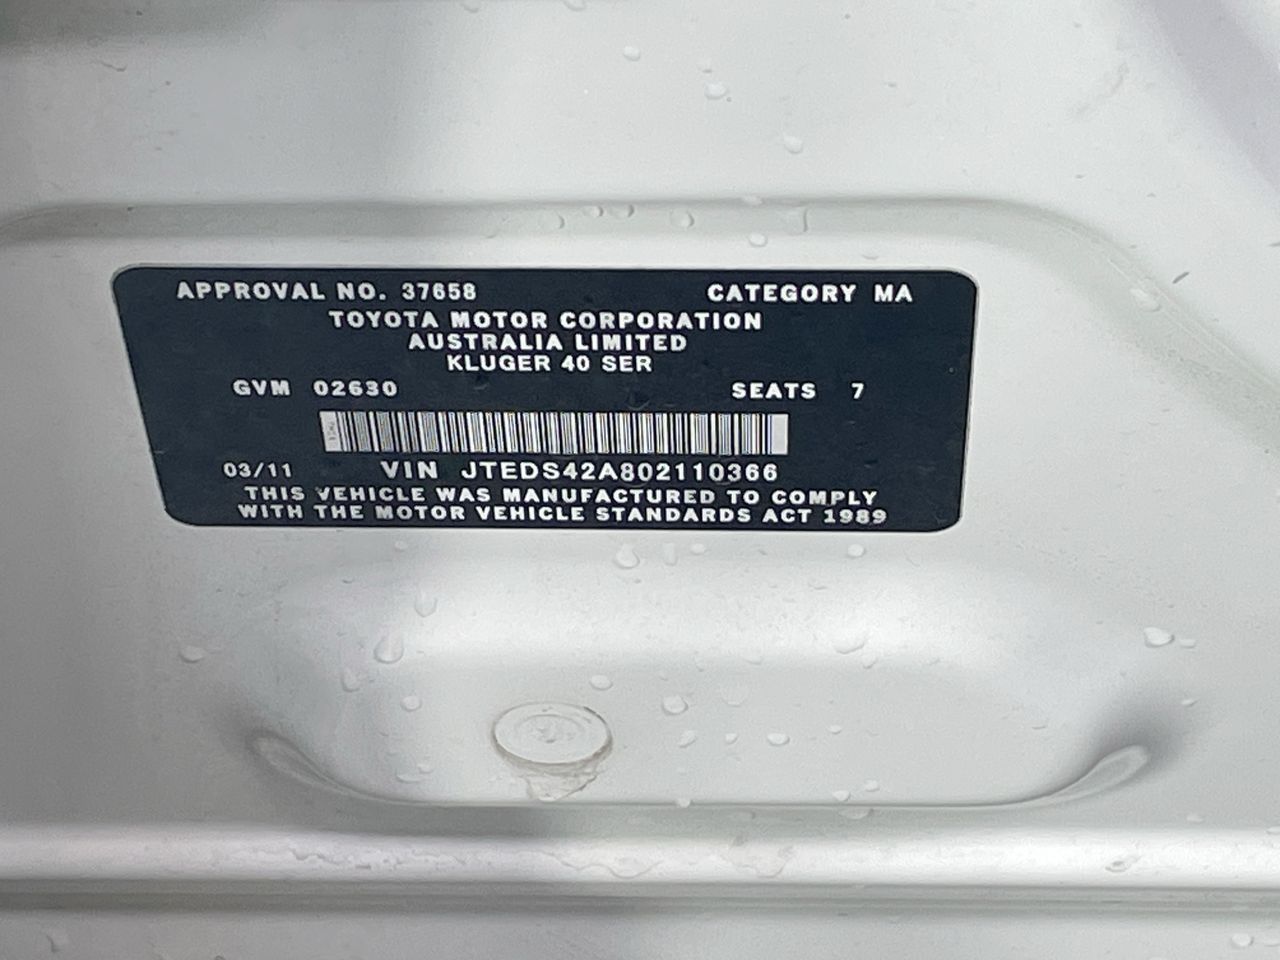 APPROVAL NO. 37658 CATEGORY MA
TOYOTA MOTOR CORPORATION
AUSTRALIA LIMITED
KLUGER 40 SER
GVM 02630 SEATS 7
03/11 VIN JTEDS42A802110366
THIS VEHICLE WAS MANUFACTURED TO COMPLY
WITH THE MOTOR VEHICLE STANDARDS ACT 1989